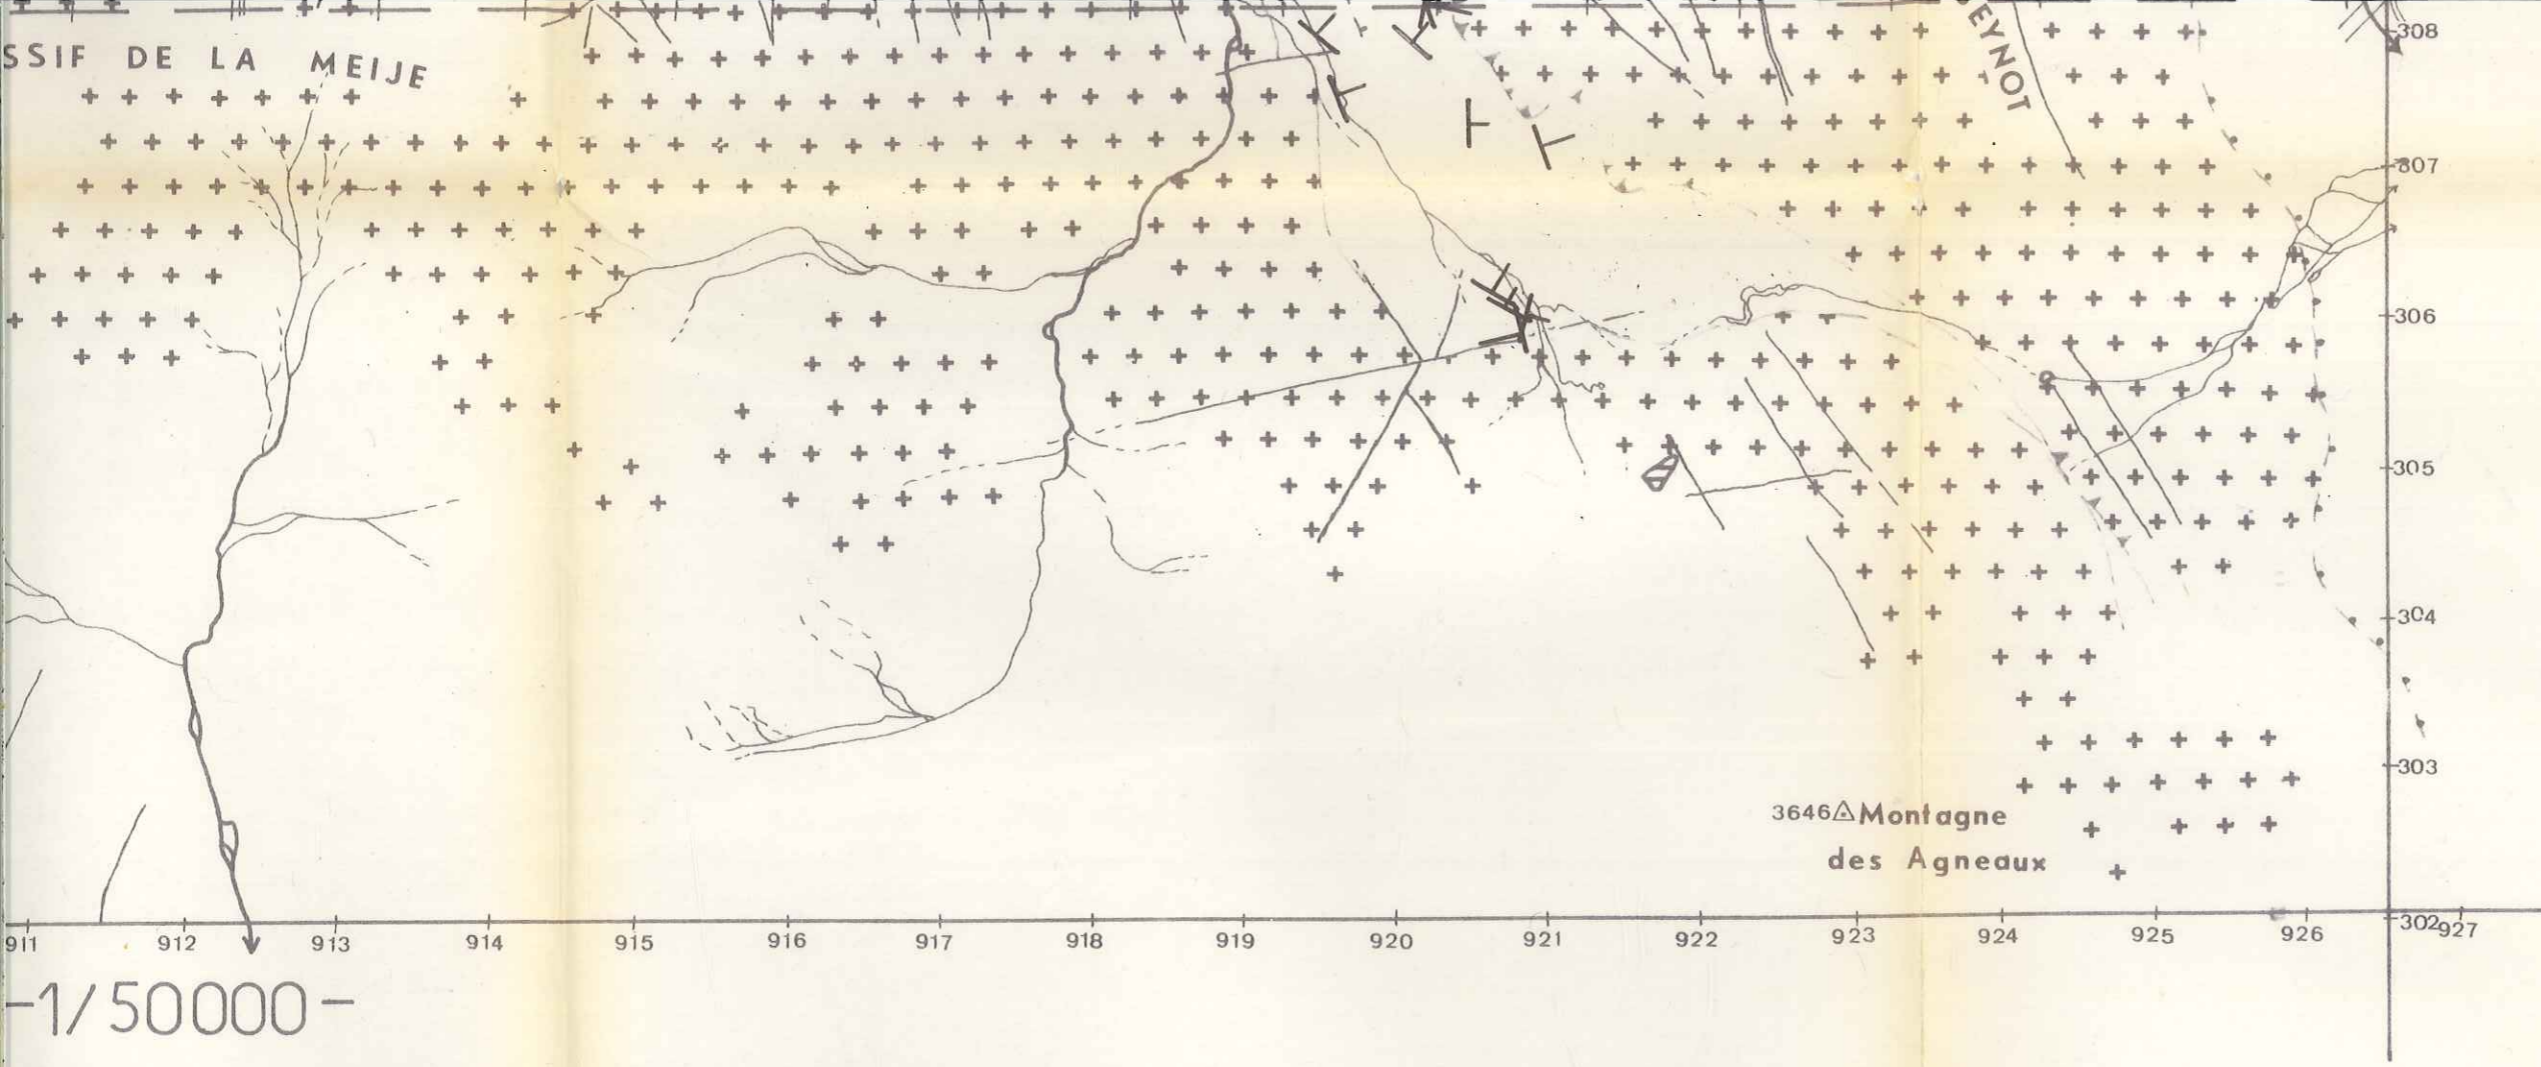 308
SSIF DE LA MEIJE
EYNOT
307
306
305
304
303
3646 Montagne
des Agneaux
302
911 912 913 914 915 916 917 918 919 920 921 922 923 924 925 926 927
-1/50000-